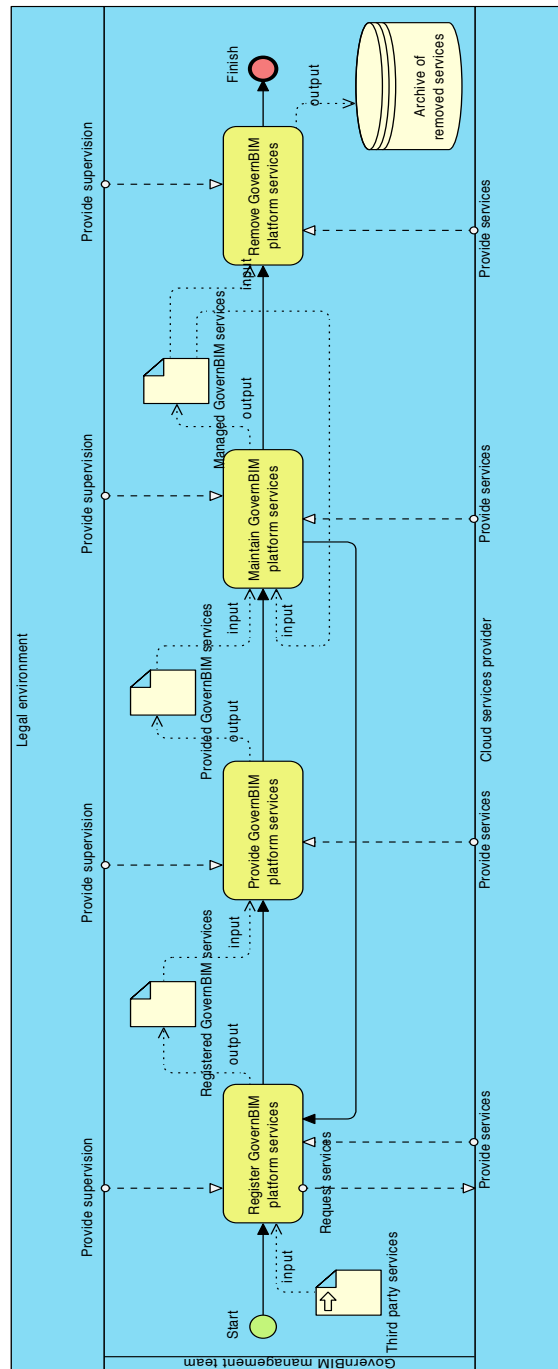 Legal environment
Provide supervision
Provide supervision
Provide supervision
Provide supervision
GovernBIM management team
Start
Third party services
input
Register GovernBIM
platform services
output
Registered GovernBIM services
input
Provide GovernBIM
platform services
output
Provided GovernBIM services
input
input
Maintain GovernBIM
platform services
output
Managed GovernBIM services
input
Remove GovernBIM
platform services
output
Archive of
removed services
Finish
Request services
Provide services
Provide services
Provide services
Provide services
Cloud services provider